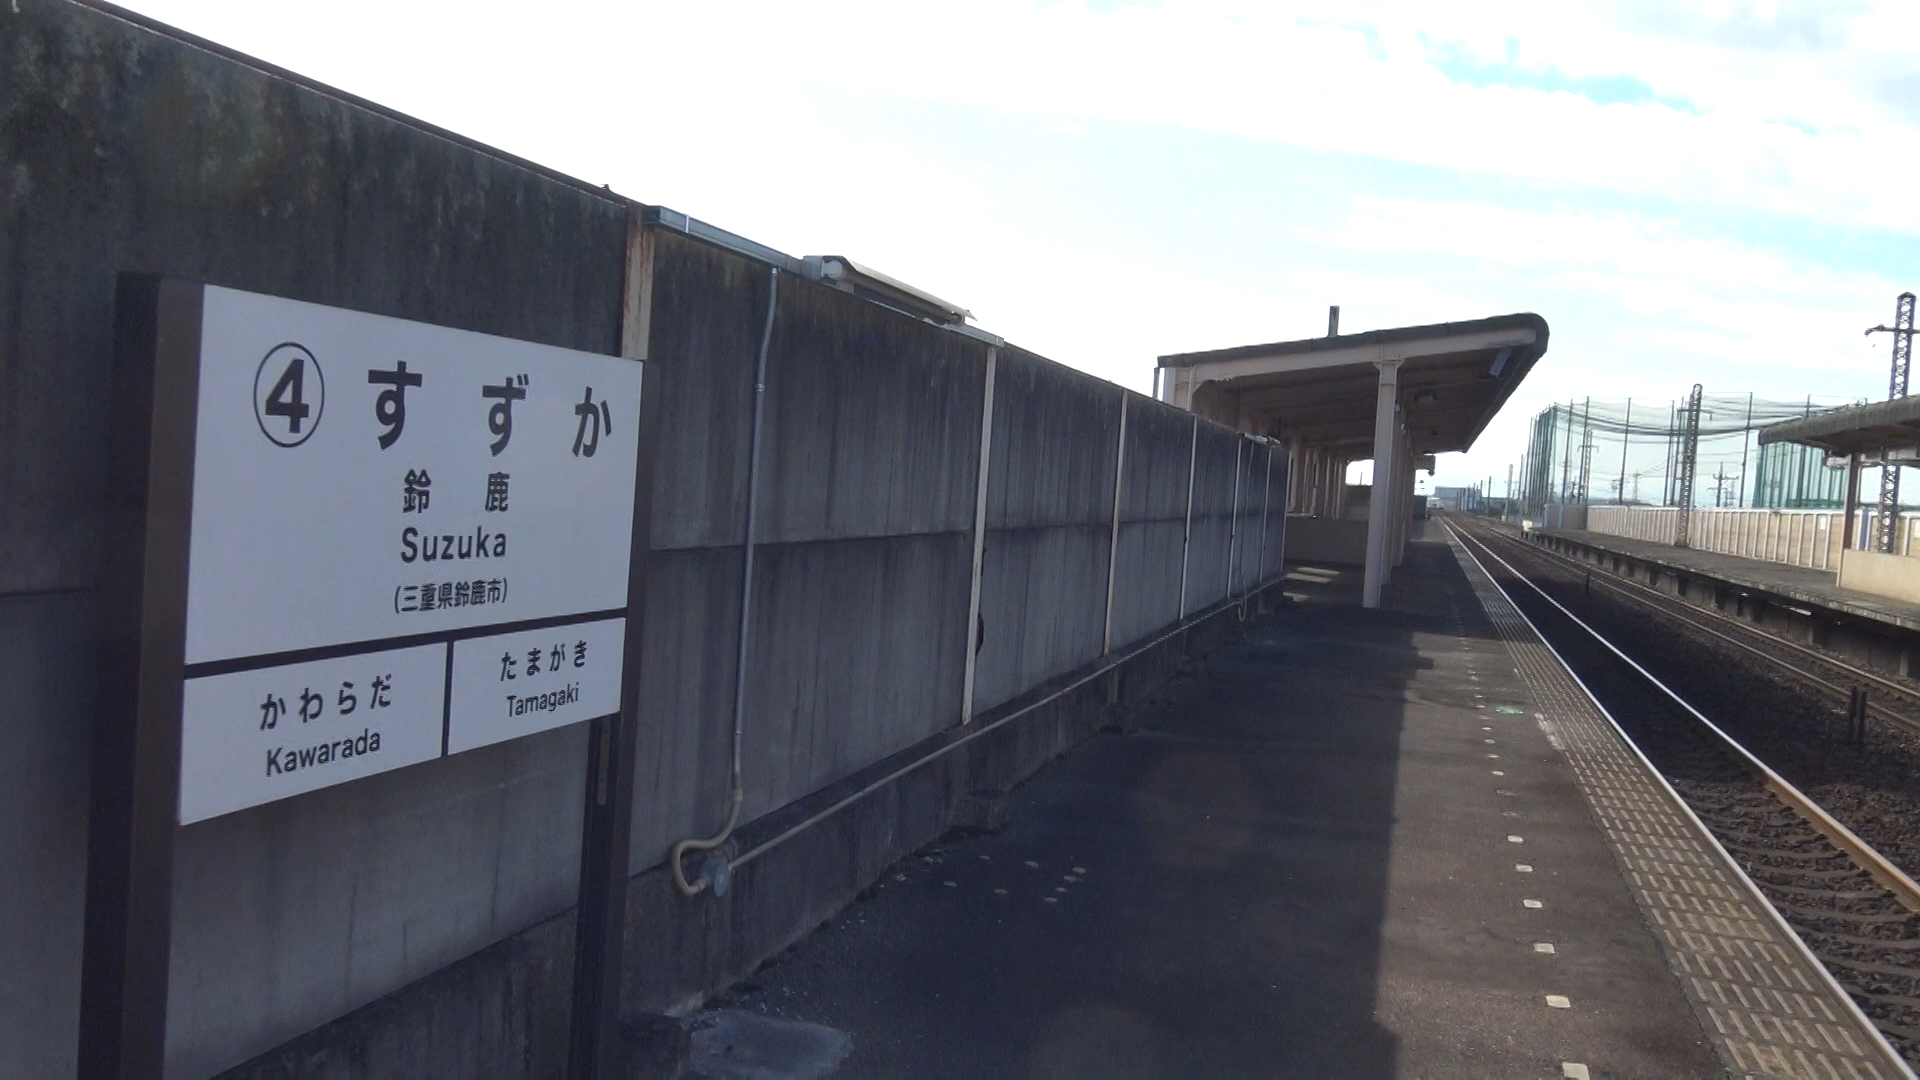 ④ すずか
鈴鹿
Suzuka
(三重県鈴鹿市)
かわらだ
Kawarada
たまがき
Tamagaki